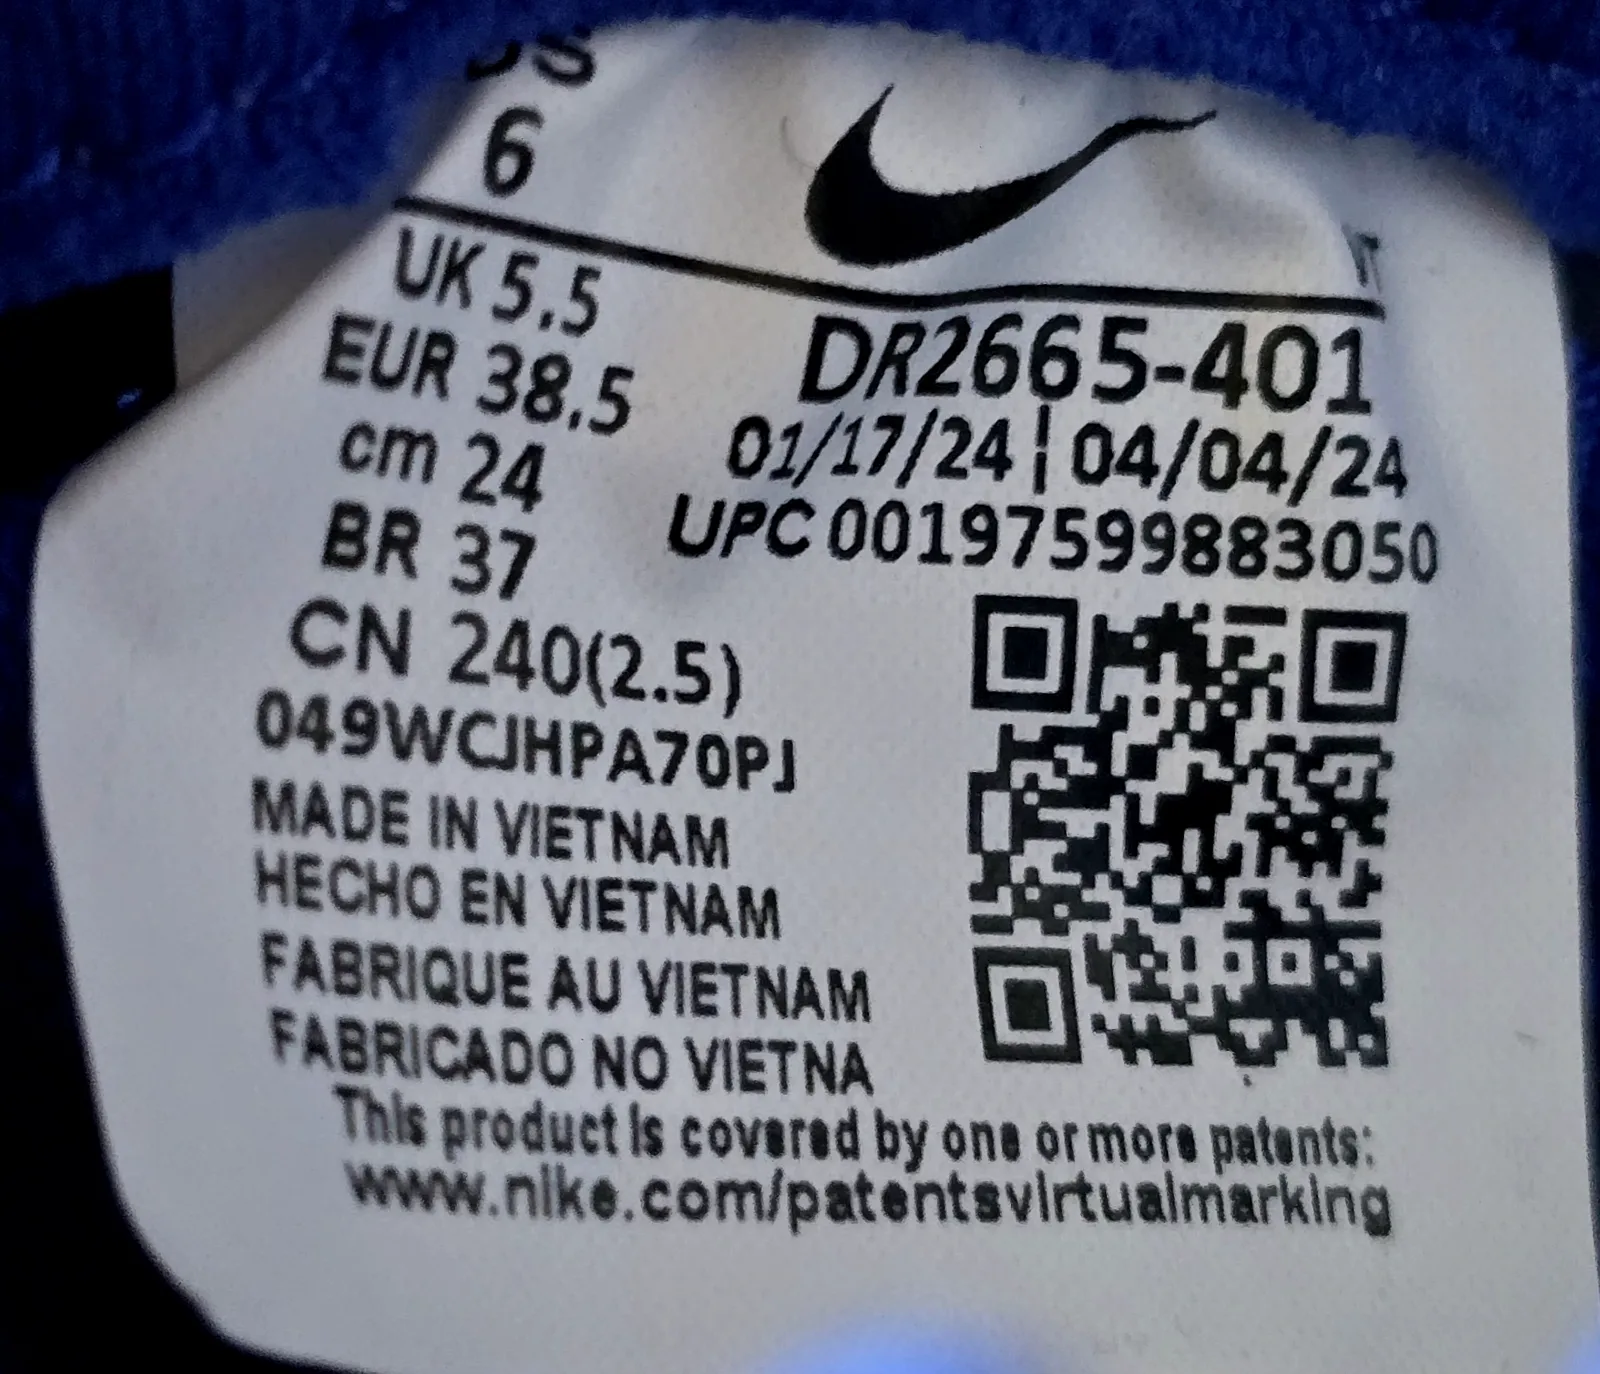 6
UK 5.5
EUR 38.5
cm 24
BR 37
CN 240(2.5)
049WCJHPA70PJ
DR2665-401
01/17/24 ¦ 04/04/24
UPC 00197599883050
MADE IN VIETNAM
HECHO EN VIETNAM
FABRIQUE AU VIETNAM
FABRICADO NO VIETNA
This product is covered by one or more patents:
www.nike.com/patentsvirtualmarking